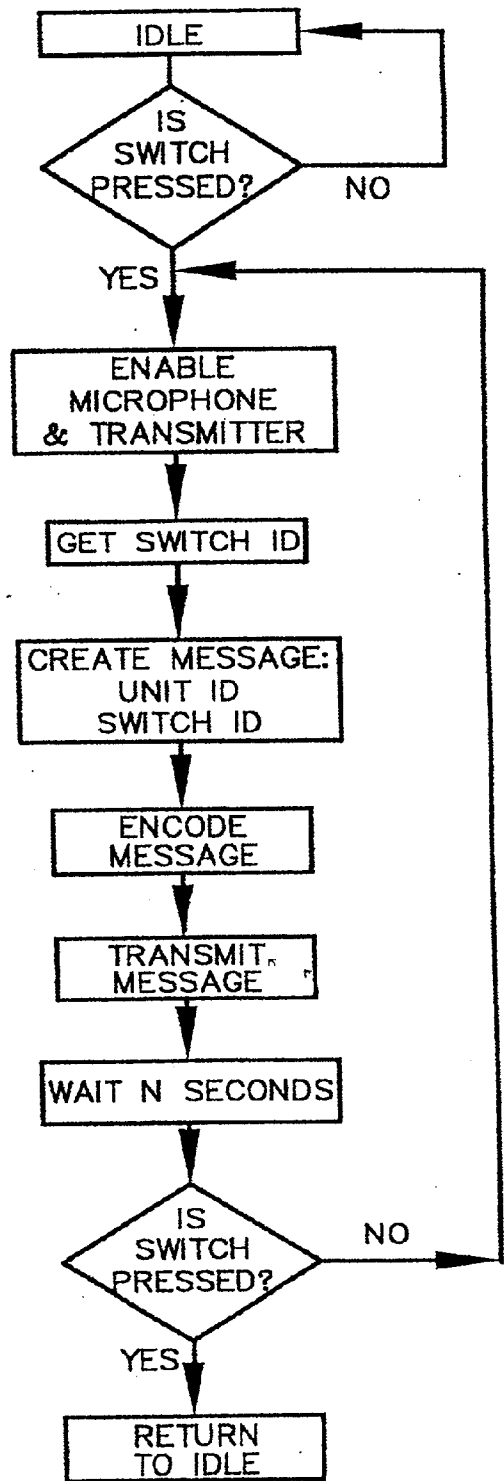 IDLE
IS
SWITCH
PRESSED?
NO
YES
ENABLE
MICROPHONE
& TRANSMITTER
GET SWITCH ID
CREATE MESSAGE:
UNIT ID
SWITCH ID
ENCODE
MESSAGE
TRANSMIT
MESSAGE
WAIT N SECONDS
IS
SWITCH
PRESSED?
NO
YES
RETURN
TO IDLE